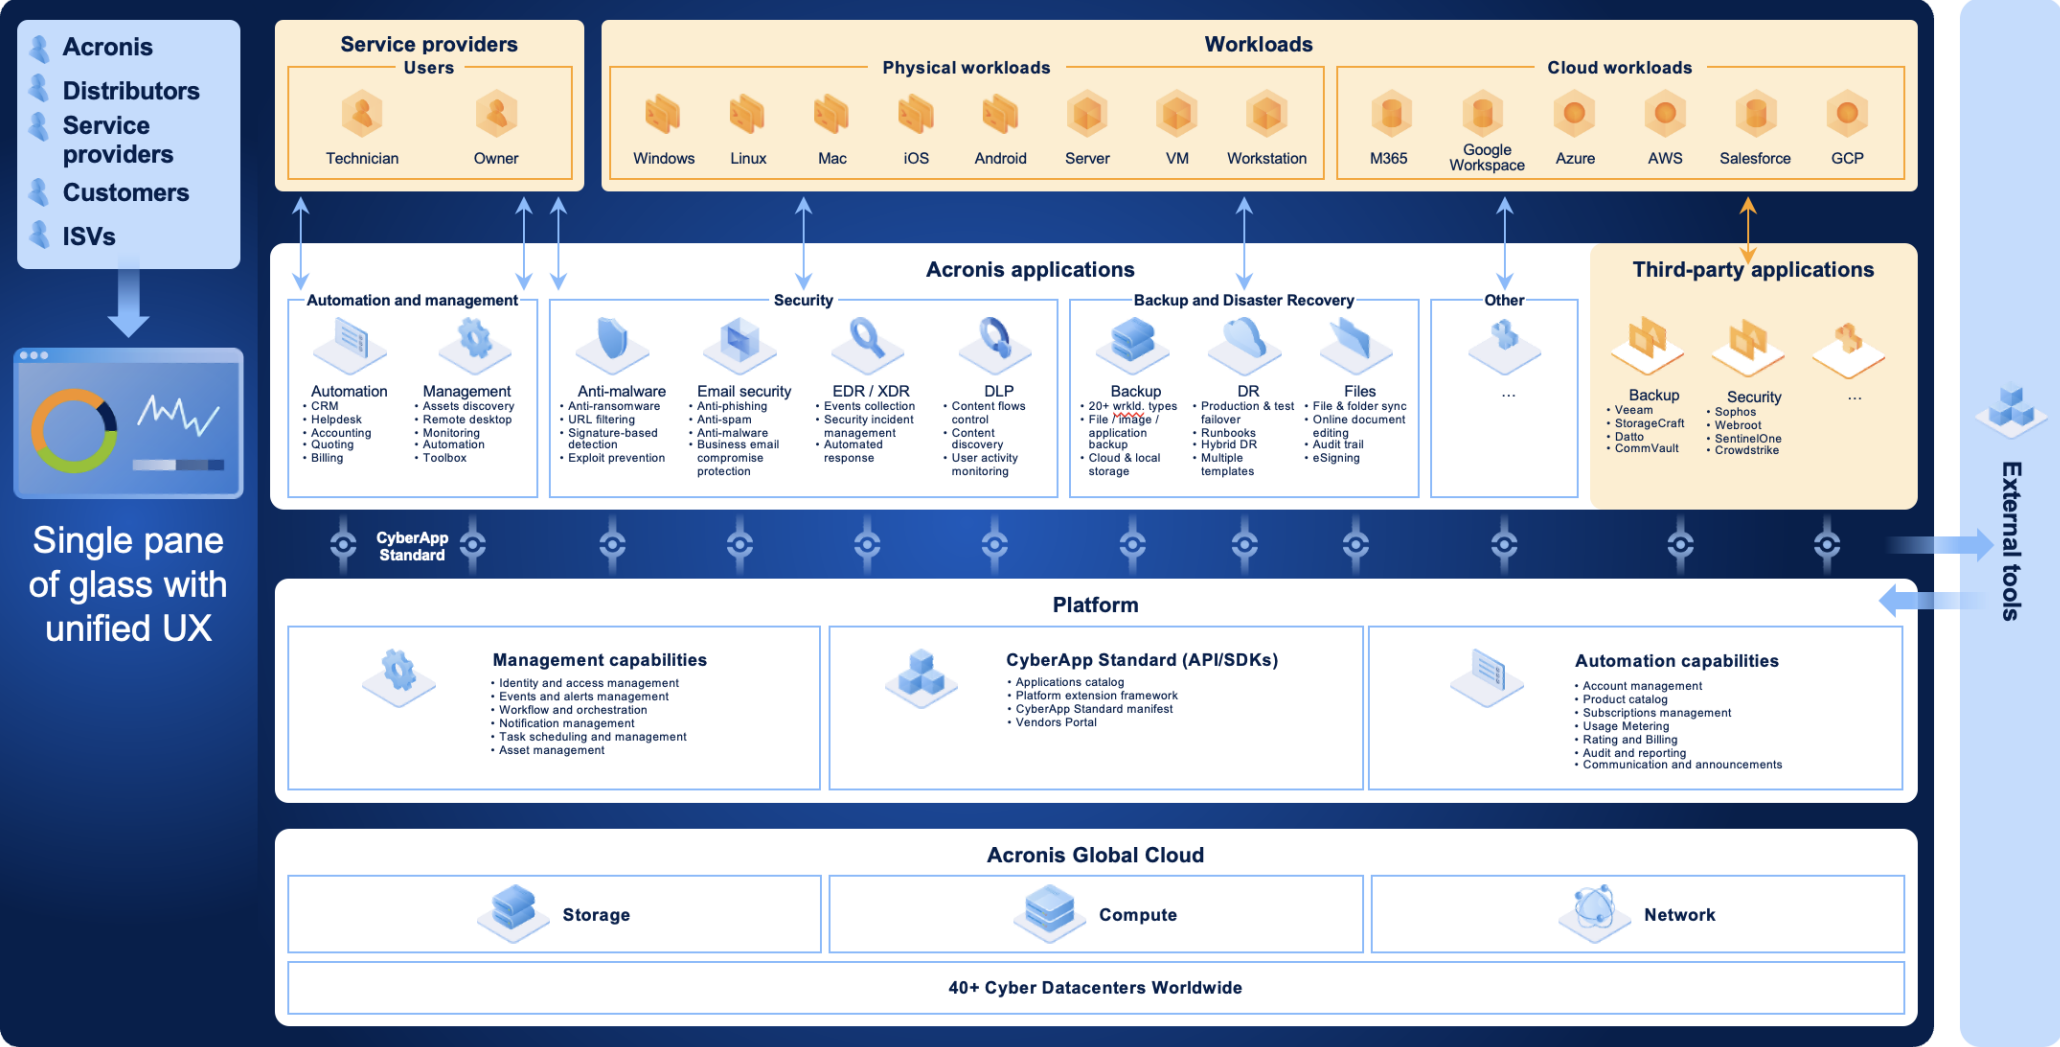 Acronis
Distributors
Service
providers
Customers
ISVs
Single pane
of glass with
unified UX
Service providers
Users
Technician
Owner
Workloads
Physical workloads
Windows
Linux
Mac
iOS
Android
Server
VM
Workstation
Cloud workloads
M365
Google
Workspace
Azure
AWS
Salesforce
GCP
Acronis applications
Automation and management
Automation
• CRM
• Helpdesk
• Accounting
• Quoting
• Billing
Management
• Assets discovery
• Remote desktop
• Monitoring
• Automation
• Toolbox
Security
Anti-malware
• Anti-ransomware
• URL filtering
• Signature-based
detection
• Exploit prevention
Email security
• Anti-phishing
• Anti-spam
• Anti-malware
• Business email
compromise
protection
EDR / XDR
• Events collection
• Security incident
management
• Automated
response
DLP
• Content flows
control
• Content
discovery
• User activity
monitoring
Backup and Disaster Recovery
Backup
• 20+ wrkld. types
• File / image /
application
backup
• Cloud & local
storage
DR
• Production & test
failover
• Runbooks
• Hybrid DR
• Multiple
templates
Files
• File & folder sync
• Online document
editing
• Audit trail
• eSigning
Other
...
Third-party applications
Backup
• Veeam
• StorageCraft
• Datto
• CommVault
Security
• Sophos
• Webroot
• SentinelOne
• Crowdstrike
...
CyberApp
Standard
Platform
Management capabilities
• Identity and access management
• Events and alerts management
• Workflow and orchestration
• Notification management
• Task scheduling and management
• Asset management
CyberApp Standard (API/SDKs)
• Applications catalog
• Platform extension framework
• CyberApp Standard manifest
• Vendors Portal
Automation capabilities
• Account management
• Product catalog
• Subscriptions management
• Usage Metering
• Rating and Billing
• Audit and reporting
• Communication and announcements
Acronis Global Cloud
Storage
Compute
Network
40+ Cyber Datacenters Worldwide
External tools